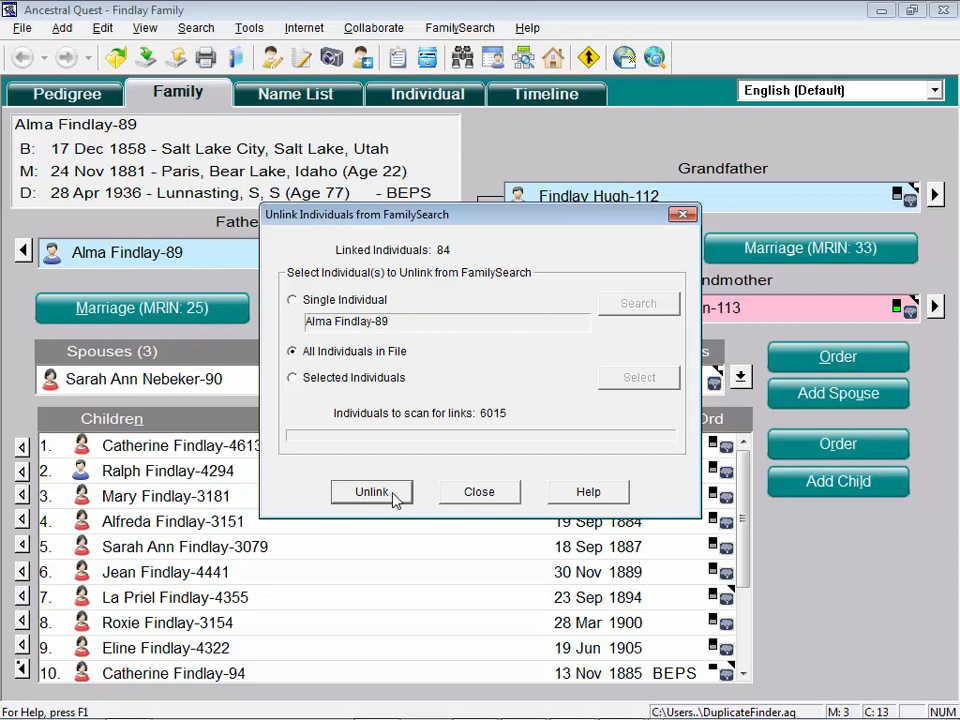 Ancestral Quest - Findlay Family
File Add Edit View Search Tools Internet Collaborate FamilySearch Help
Pedigree Family Name List Individual Timeline English (Default)
Alma Findlay-89
B: 17 Dec 1858 - Salt Lake City, Salt Lake, Utah
M: 24 Nov 1881 - Paris, Bear Lake, Idaho (Age 22)
D: 28 Apr 1936 - Lunnasting, S, S (Age 77) - BEPS
Grandfather
Findlay Hugh-112
Marriage (MRIN: 33)
Fathe
Alma Findlay-89
n-113
Marriage (MRIN: 25)
Spouses (3)
Sarah Ann Nebeker-90
Order
Add Spouse
Order
Add Child
Unlink Individuals from FamilySearch
Linked Individuals: 84
Select Individual(s) to Unlink from FamilySearch
Single Individual Search
Alma Findlay-89
All Individuals in File
Selected Individuals Select
Individuals to scan for links: 6015
Unlink Close Help
Children Ord
1. Catherine Findlay-4613
2. Ralph Findlay-4294
3. Mary Findlay-3181
4. Alfreda Findlay-3151 19 Sep 1884
5. Sarah Ann Findlay-3079 18 Sep 1887
6. Jean Findlay-4441 30 Nov 1889
7. La Priel Findlay-4355 23 Sep 1894
8. Roxie Findlay-3154 28 Mar 1900
9. Eline Findlay-4322 19 Jun 1905
10. Catherine Findlay-94 13 Nov 1885 BEPS
For Help, press F1 C:\Users..\DuplicateFinder.aq M: 3 C: 13 NUM